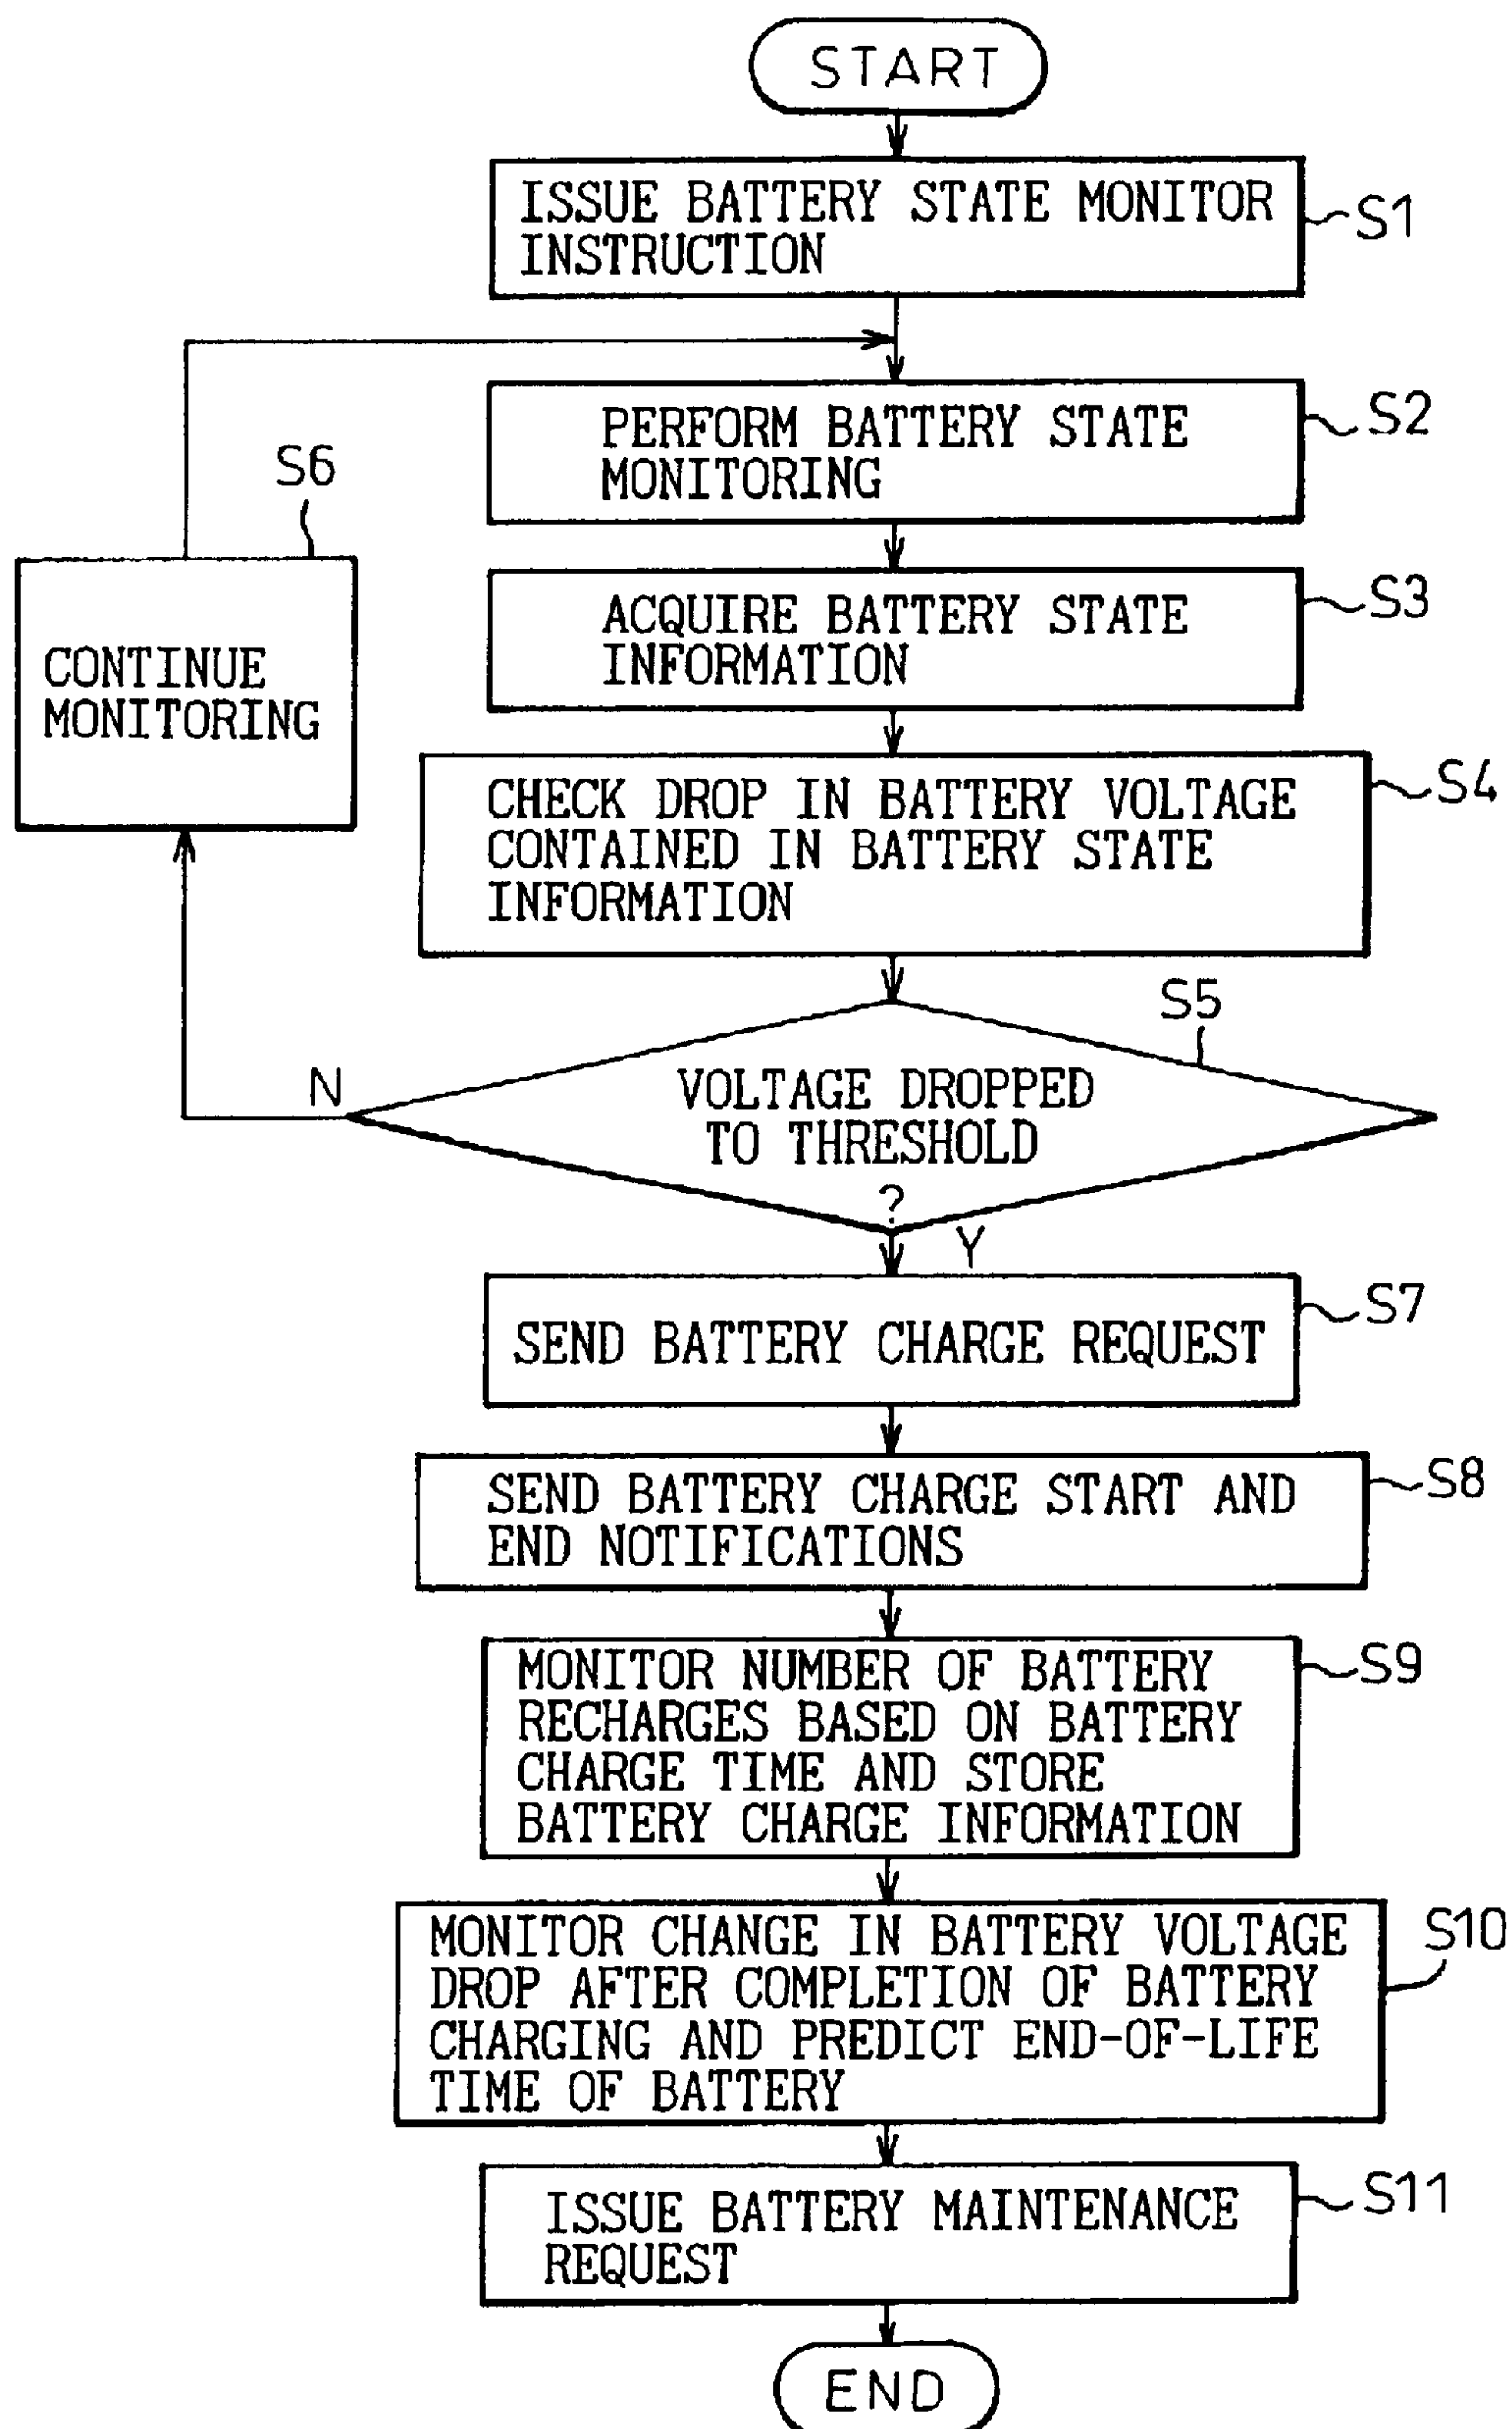 START
ISSUE BATTERY STATE MONITOR
INSTRUCTION
S1
PERFORM BATTERY STATE
MONITORING
S2
S6
ACQUIRE BATTERY STATE
INFORMATION
S3
CONTINUE
MONITORING
CHECK DROP IN BATTERY VOLTAGE
CONTAINED IN BATTERY STATE
INFORMATION
S4
S5
N
VOLTAGE DROPPED
TO THRESHOLD
?
Y
SEND BATTERY CHARGE REQUEST
S7
SEND BATTERY CHARGE START AND
END NOTIFICATIONS
S8
MONITOR NUMBER OF BATTERY
RECHARGES BASED ON BATTERY
CHARGE TIME AND STORE
BATTERY CHARGE INFORMATION
S9
MONITOR CHANGE IN BATTERY VOLTAGE
DROP AFTER COMPLETION OF BATTERY
CHARGING AND PREDICT END-OF-LIFE
TIME OF BATTERY
S10
ISSUE BATTERY MAINTENANCE
REQUEST
S11
END